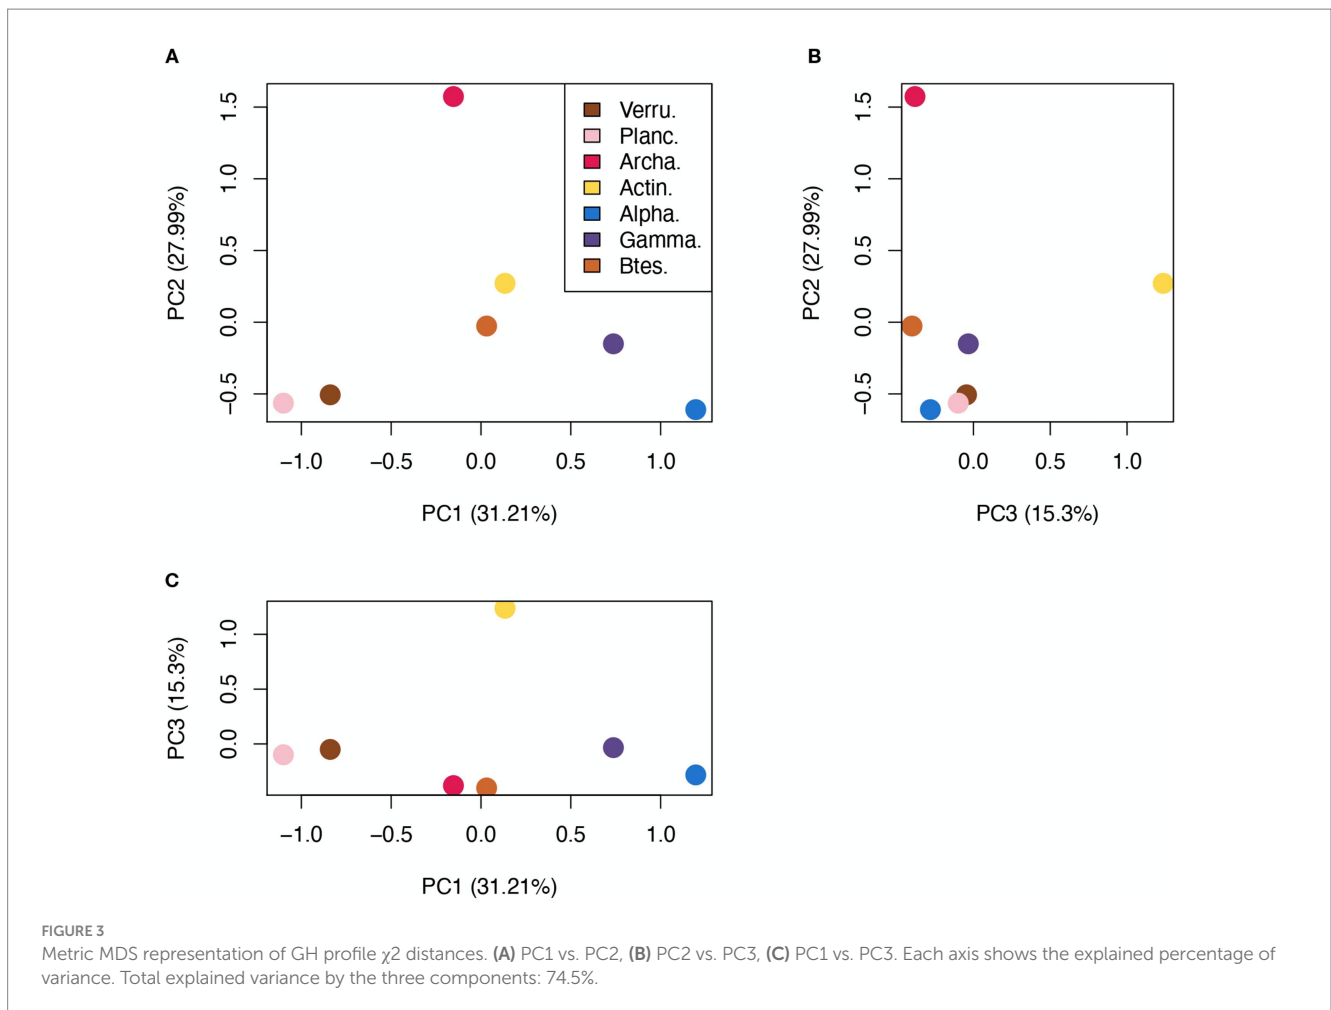 A
B
1.5
1.0
0.5
0.0
−0.5
PC2 (27.99%)
Verru.
Planc.
Archa.
Actin.
Alpha.
Gamma.
Btes.
−1.0 −0.5 0.0 0.5 1.0
PC1 (31.21%)
1.5
1.0
0.5
0.0
−0.5
PC2 (27.99%)
0.0 0.5 1.0
PC3 (15.3%)
C
1.0
0.5
0.0
PC3 (15.3%)
−1.0 −0.5 0.0 0.5 1.0
PC1 (31.21%)
FIGURE 3
Metric MDS representation of GH profile χ2 distances. (A) PC1 vs. PC2, (B) PC2 vs. PC3, (C) PC1 vs. PC3. Each axis shows the explained percentage of
variance. Total explained variance by the three components: 74.5%.